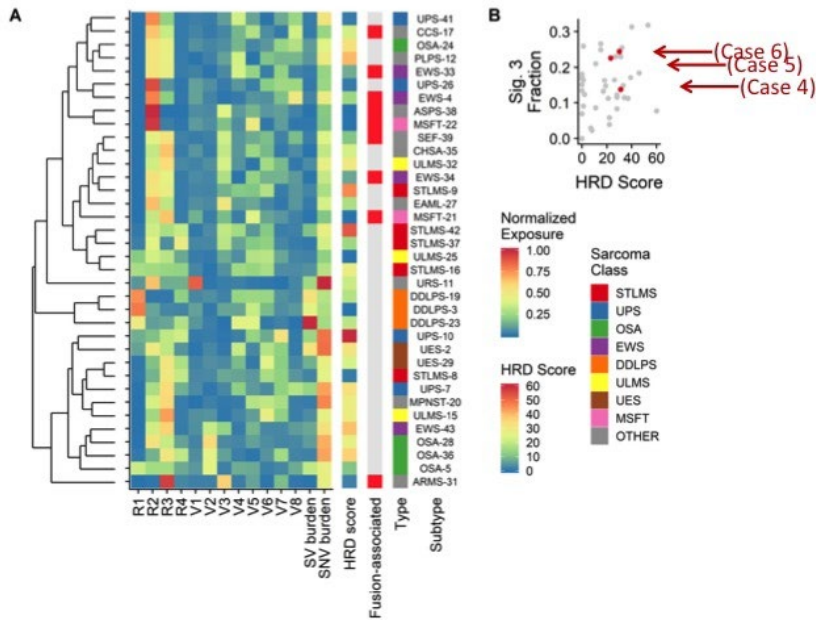 A
UPS-41
CCS-17
OSA-24
PLPS-12
EWS-33
UPS-26
EWS-4
ASPS-38
MSFT-22
SEF-39
CHSA-35
ULMS-32
EWS-34
STLMS-9
EAML-27
MSFT-21
STLMS-42
STLMS-37
ULMS-25
STLMS-16
URS-11
DDLPS-19
DDLPS-3
DDLPS-23
UPS-10
UES-2
UES-29
STLMS-8
UPS-7
MPNST-20
ULMS-15
EWS-43
OSA-28
OSA-36
OSA-5
ARMS-31
R1
R2
R3
R4
V1
V2
V3
V4
V5
V6
V7
V8
SV burden
SNV burden
HRD score
Fusion-associated
Type
Subtype
B
Sig. 3
Fraction
0.3
0.2
0.1
0.0
0 20 40 60
HRD Score
(Case 6)
(Case 5)
(Case 4)
Normalized
Exposure
1.00
0.75
0.50
0.25
HRD Score
60
50
40
30
20
10
0
Sarcoma
Class
STLMS
UPS
OSA
EWS
DDLPS
ULMS
UES
MSFT
OTHER